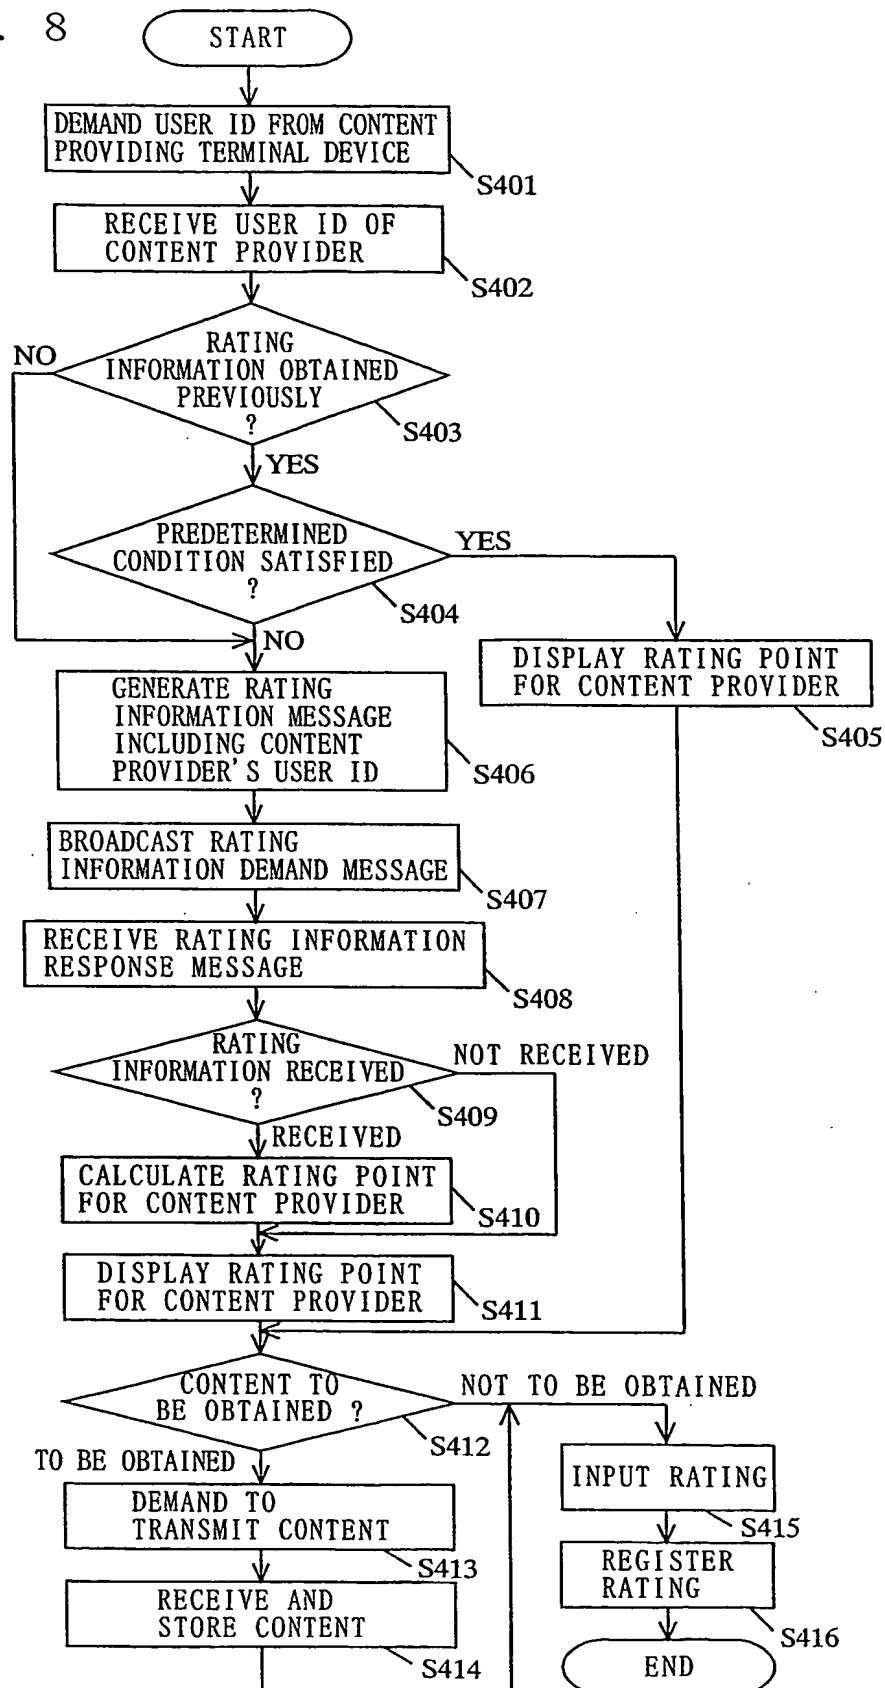 . 8
START
DEMAND USER ID FROM CONTENT
PROVIDING TERMINAL DEVICE
S401
RECEIVE USER ID OF
CONTENT PROVIDER
S402
RATING
INFORMATION OBTAINED
PREVIOUSLY
?
NO
S403
YES
PREDETERMINED
CONDITION SATISFIED
?
YES
S404
NO
DISPLAY RATING POINT
FOR CONTENT PROVIDER
S405
GENERATE RATING
INFORMATION MESSAGE
INCLUDING CONTENT
PROVIDER'S USER ID
S406
BROADCAST RATING
INFORMATION DEMAND MESSAGE
S407
RECEIVE RATING INFORMATION
RESPONSE MESSAGE
S408
RATING
INFORMATION RECEIVED
?
NOT RECEIVED
S409
RECEIVED
CALCULATE RATING POINT
FOR CONTENT PROVIDER
S410
DISPLAY RATING POINT
FOR CONTENT PROVIDER
S411
CONTENT TO
BE OBTAINED ?
NOT TO BE OBTAINED
S412
TO BE OBTAINED
DEMAND TO
TRANSMIT CONTENT
S413
RECEIVE AND
STORE CONTENT
S414
INPUT RATING
S415
REGISTER
RATING
S416
END